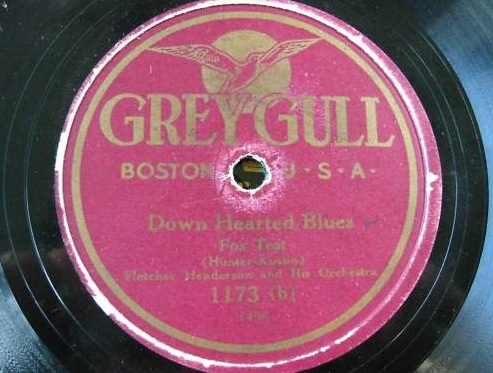 GREY GULL
BOSTON U·S·A·
Down Hearted Blues
Fox Trot
(Hunter-Austin)
Fletcher Henderson and His Orchestra
1173 (b)